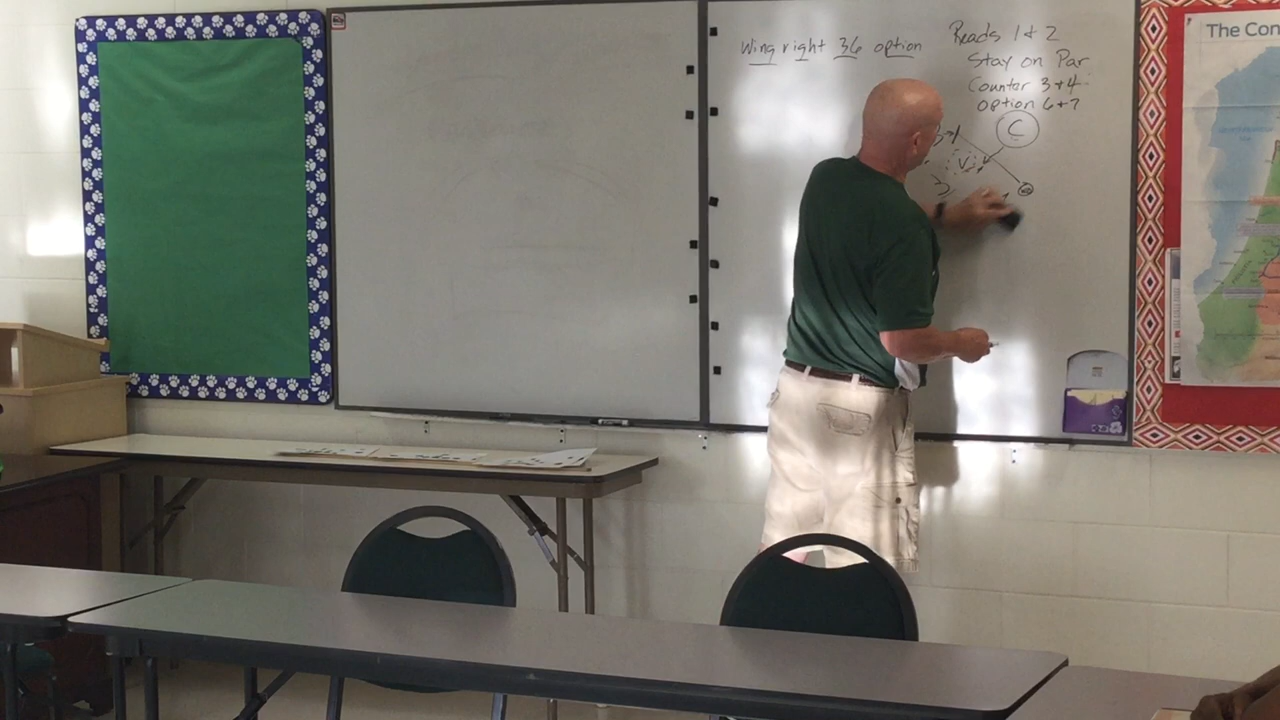 Wing right 36 option
Reads 1 & 2
Stay on Par
Counter 3+4
option 6+7
C
The Con